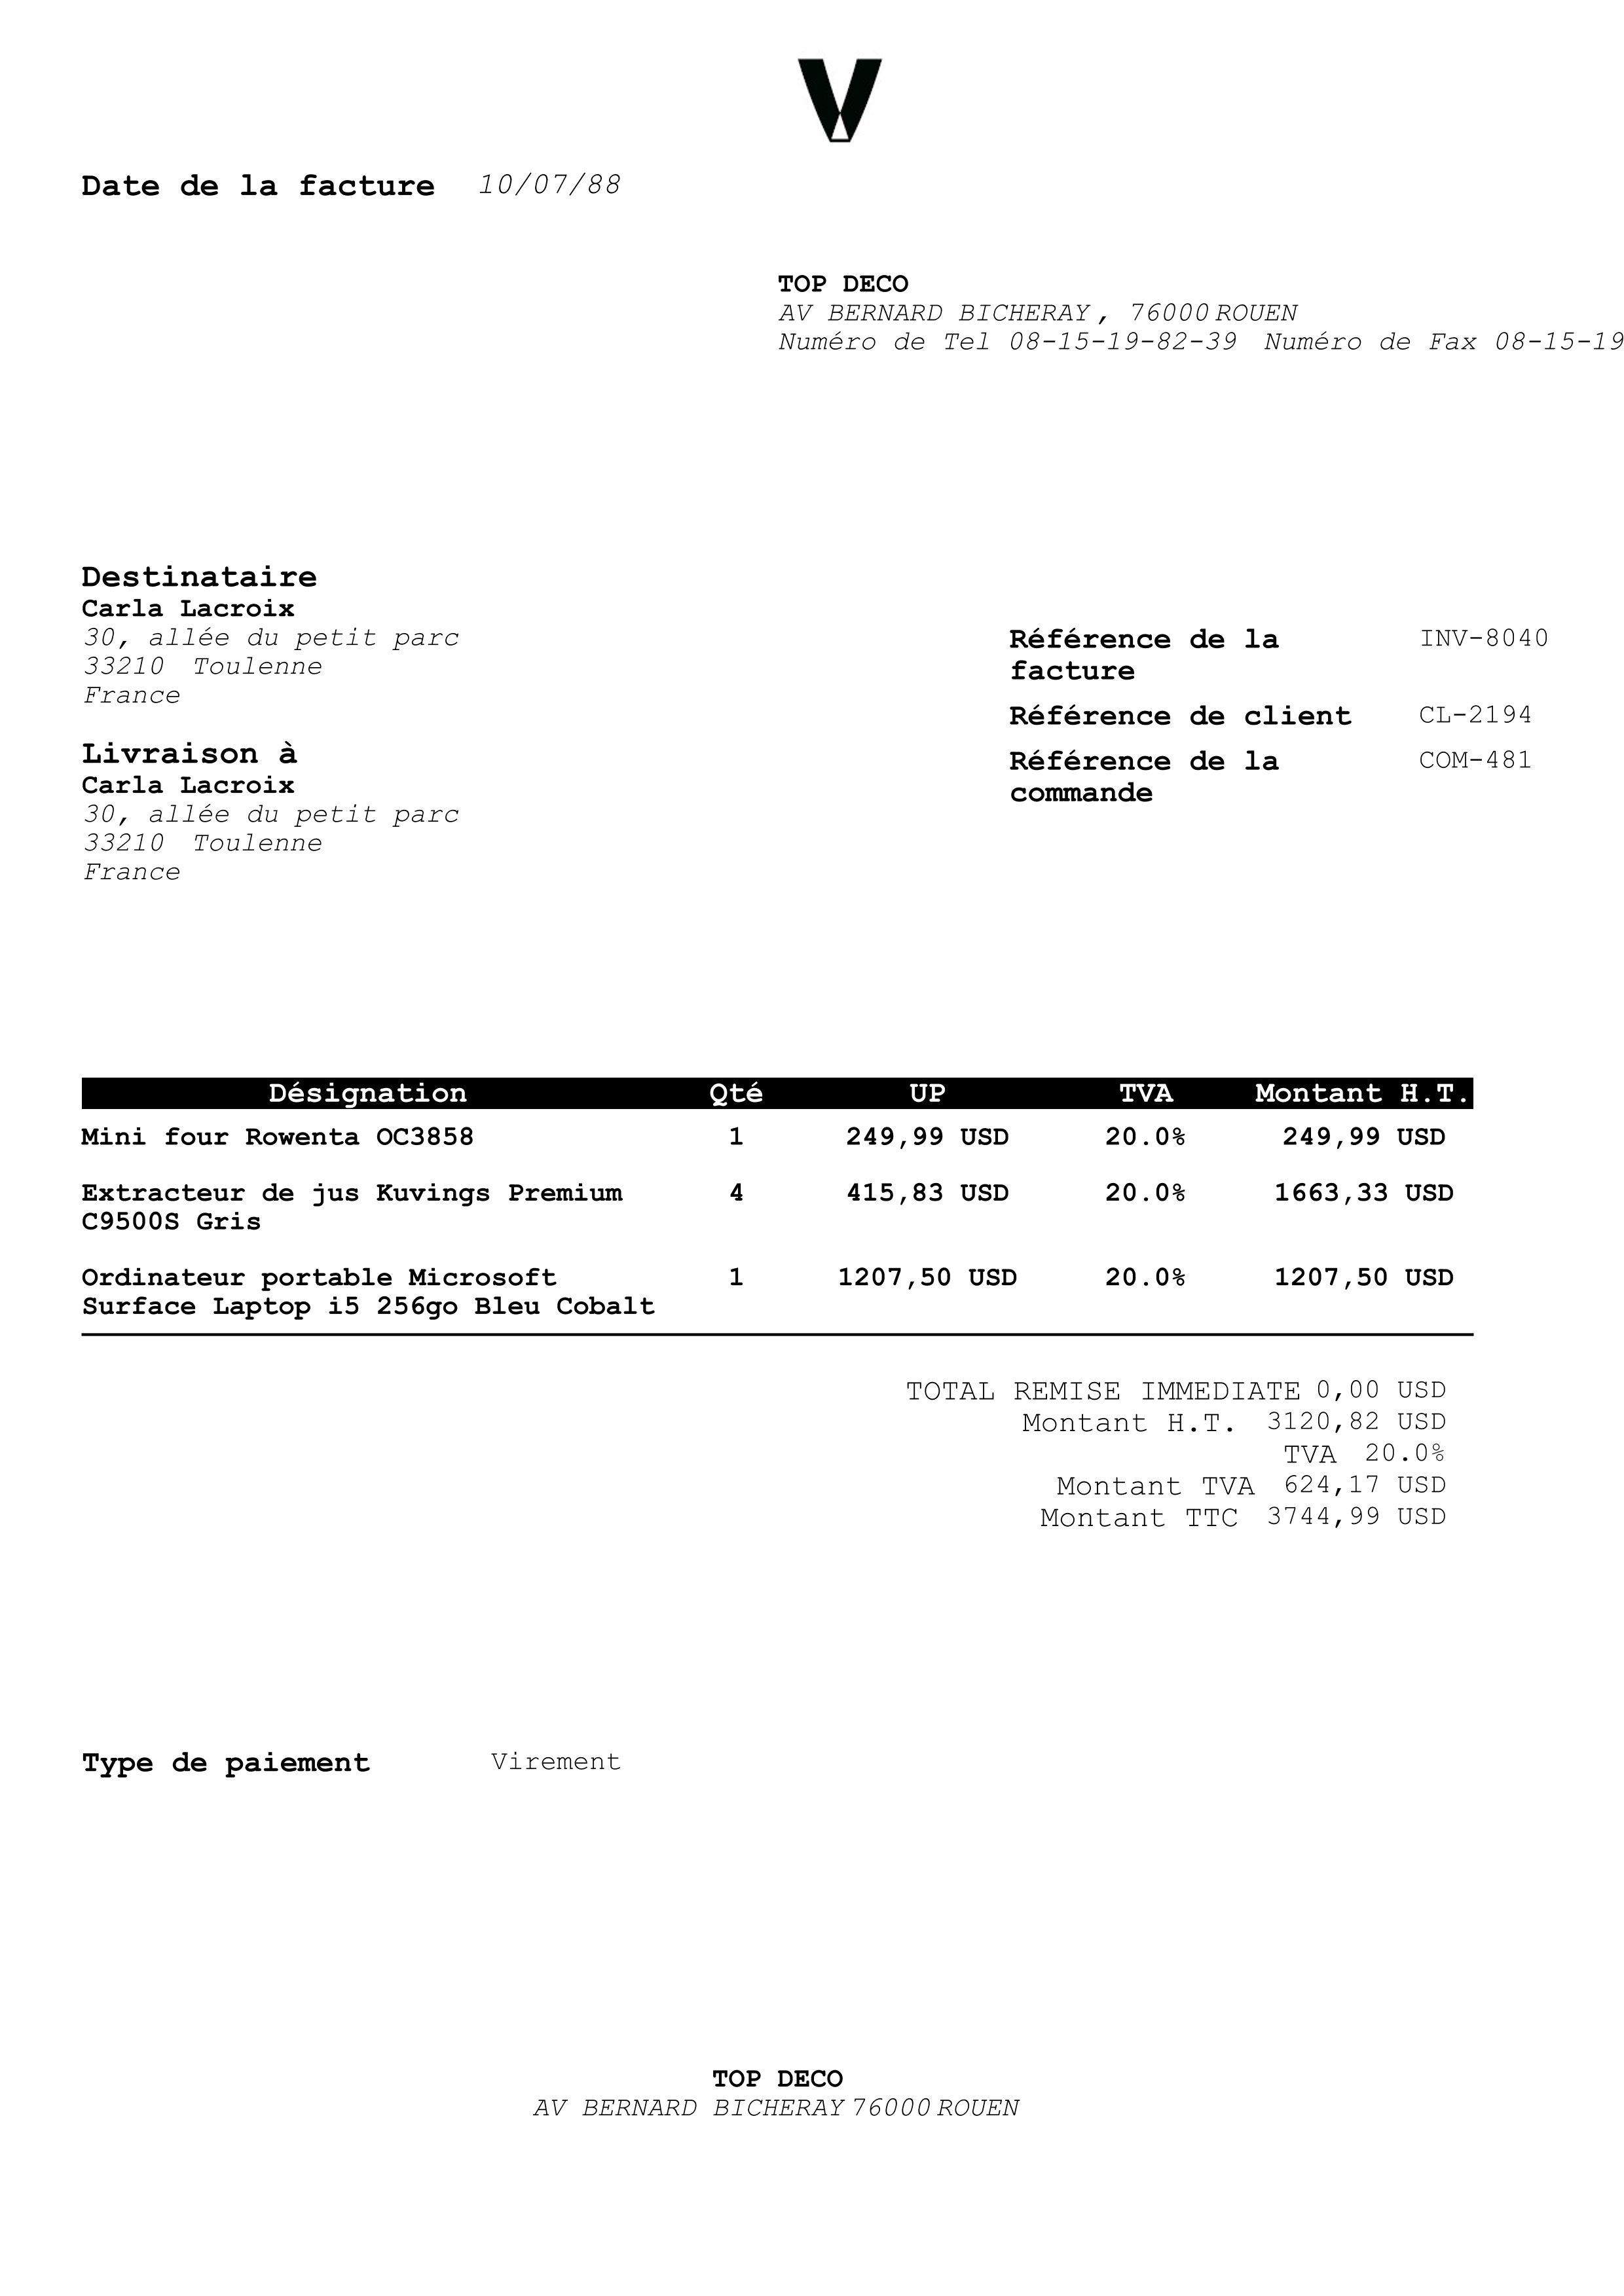 Date de la facture 10/07/88
TOP DECO
AV BERNARD BICHERAY, 76000 ROUEN
Numéro de Tel 08-15-19-82-39 Numéro de Fax 08-15-19
Destinataire
Carla Lacroix
30, allée du petit parc
33210 Toulenne
France
Référence de la INV-8040
facture
Référence de client CL-2194
Référence de la COM-481
commande
Livraison à
Carla Lacroix
30, allée du petit parc
33210 Toulenne
France
Désignation Qté UP TVA Montant H.T.
Mini four Rowenta OC3858 1 249,99 USD 20.0% 249,99 USD
Extracteur de jus Kuvings Premium 4 415,83 USD 20.0% 1663,33 USD
C9500S Gris
Ordinateur portable Microsoft 1 1207,50 USD 20.0% 1207,50 USD
Surface Laptop i5 256go Bleu Cobalt
TOTAL REMISE IMMEDIATE 0,00 USD
Montant H.T. 3120,82 USD
TVA 20.0%
Montant TVA 624,17 USD
Montant TTC 3744,99 USD
Type de paiement Virement
TOP DECO
AV BERNARD BICHERAY 76000 ROUEN